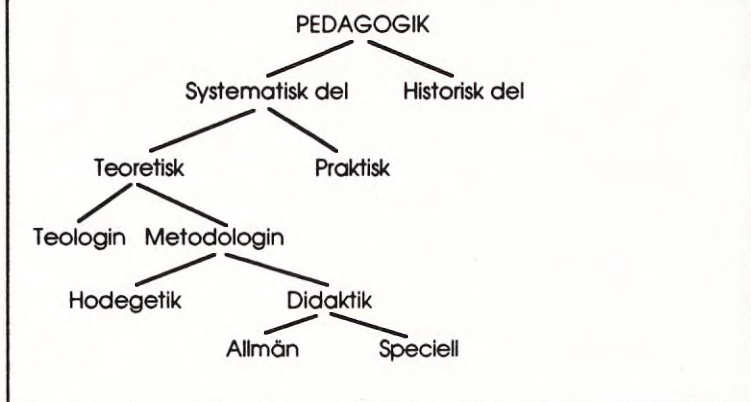 PEDAGOGIK
Systematisk del Historisk del
Teoretisk Praktisk
Teologin Metodologin
Hodegetik Didaktik
Allmän Speciell